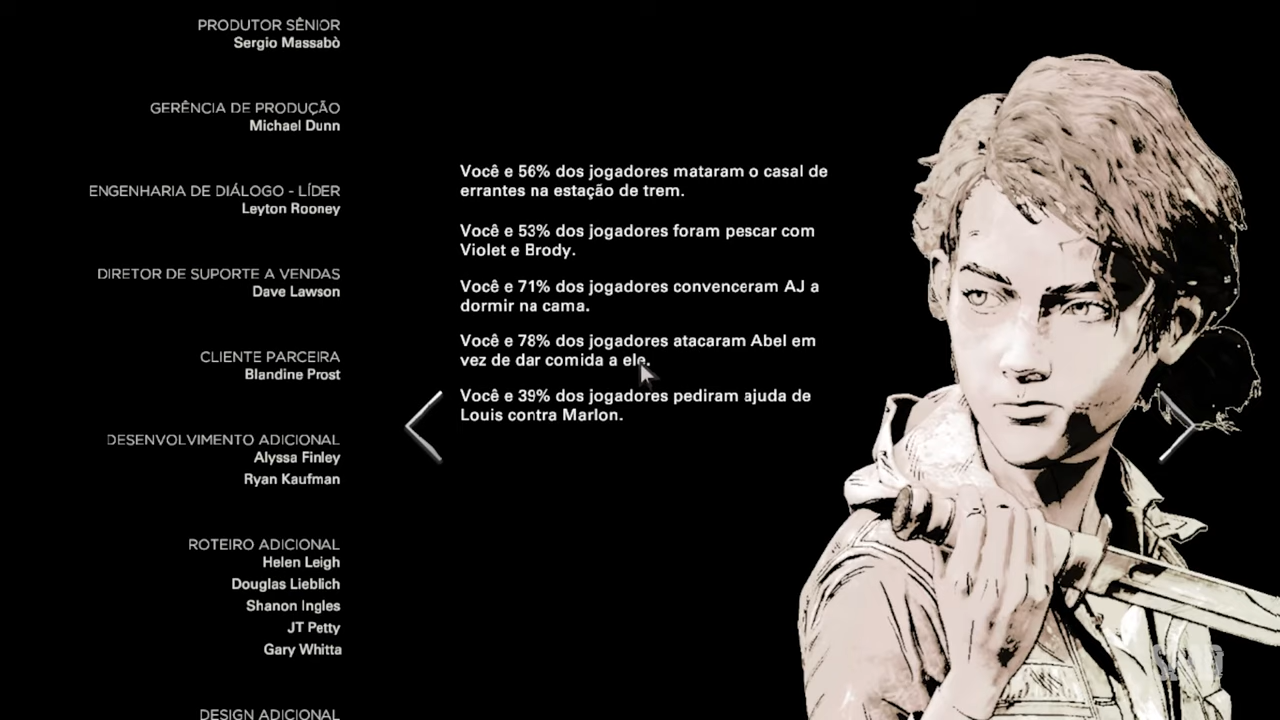 PRODUTOR SÊNIOR
Sergio Massabò
GERÊNCIA DE PRODUÇÃO
Michael Dunn
ENGENHARIA DE DIÁLOGO - LÍDER
Leyton Rooney
DIRETOR DE SUPORTE A VENDAS
Dave Lawson
CLIENTE PARCEIRA
Blandine Prost
DESENVOLVIMENTO ADICIONAL
Alyssa Finley
Ryan Kaufman
ROTEIRO ADICIONAL
Helen Leigh
Douglas Lieblich
Shanon Ingles
JT Petty
Gary Whitta
DESIGN ADICIONAL
Você e 56% dos jogadores mataram o casal de
errantes na estação de trem.
Você e 53% dos jogadores foram pescar com
Violet e Brody.
Você e 71% dos jogadores convenceram AJ a
dormir na cama.
Você e 78% dos jogadores atacaram Abel em
vez de dar comida a ele.
Você e 39% dos jogadores pediram ajuda de
Louis contra Marlon.